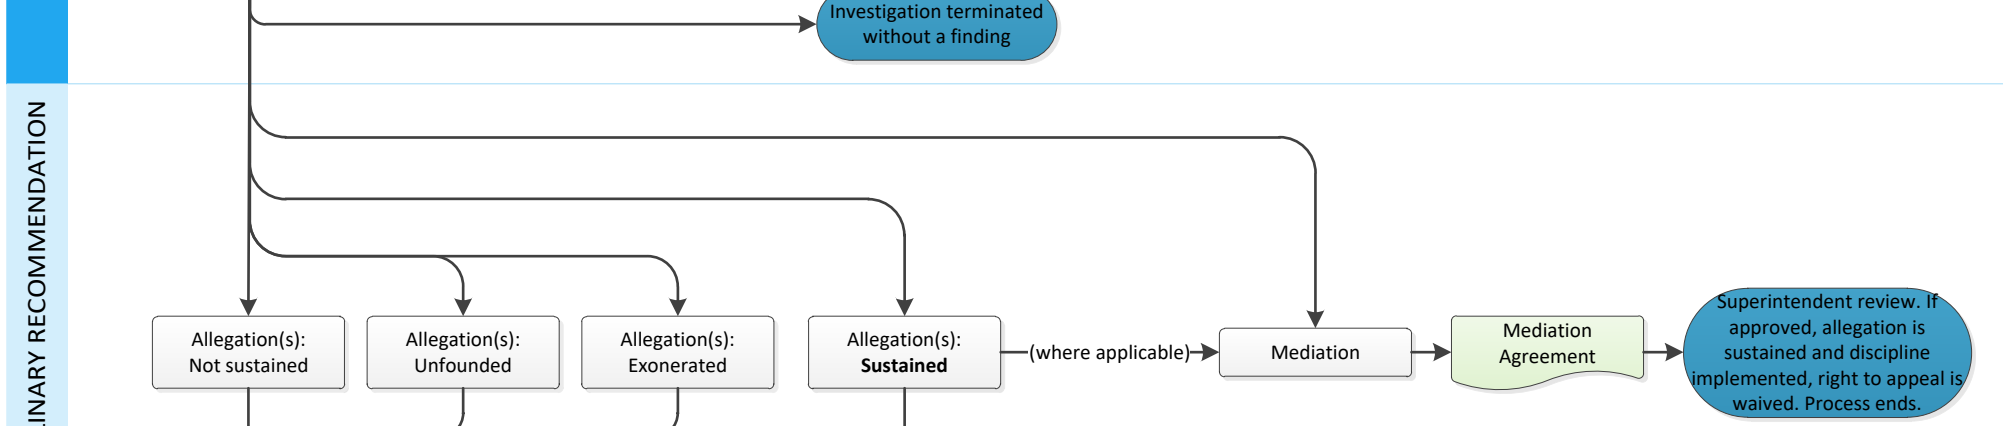 Investigation terminated
without a finding
LINARY RECOMMENDATION
Allegation(s):
Not sustained
Allegation(s):
Unfounded
Allegation(s):
Exonerated
Allegation(s):
Sustained
(where applicable)
Mediation
Mediation
Agreement
Superintendent review. If
approved, allegation is
sustained and discipline
implemented, right to appeal is
waived. Process ends.